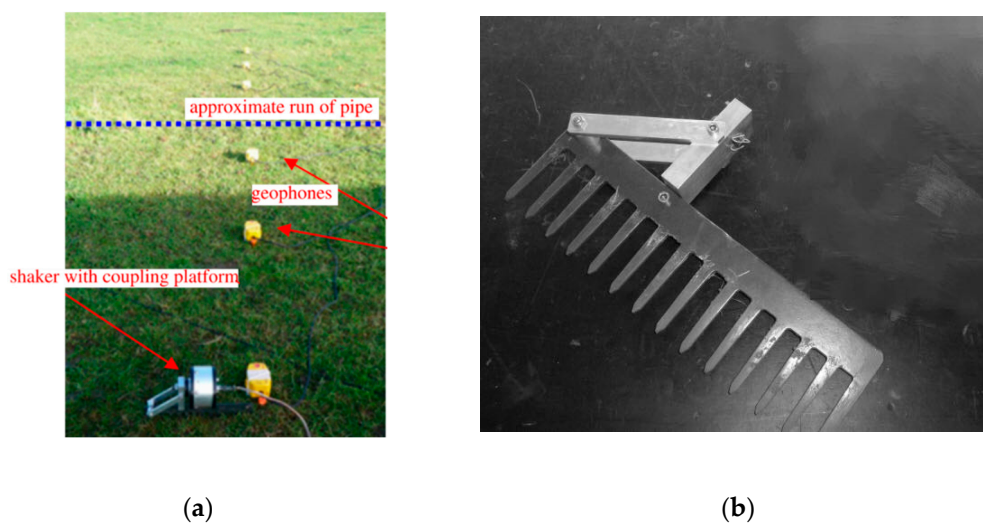 approximate run of pipe
geophones
shaker with coupling platform
(a)
(b)